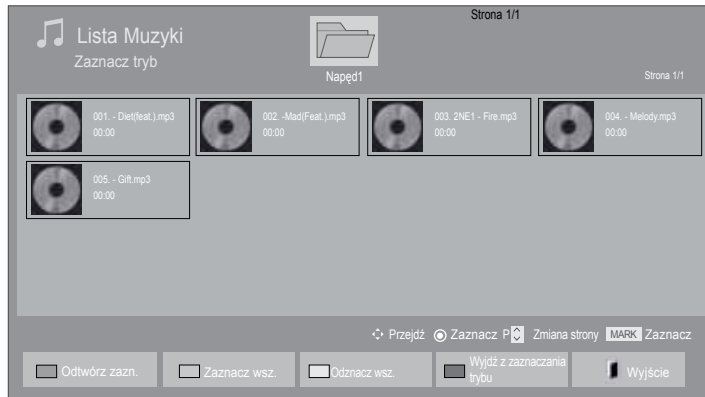 Strona 1/1
Lista Muzyki
Zaznacz tryb
Napęd1
Strona 1/1
001. - Diet(feat.).mp3
00:00
002. -Mad(Feat.).mp3
00:00
003. 2NE1 - Fire.mp3
00:00
004. - Melody.mp3
00:00
005. - Gift.mp3
00:00
Przejdź Zaznacz P Zmiana strony MARK Zaznacz
Odtwórz zazn.
Zaznacz wsz.
Odznacz wsz.
Wyjdź z zaznaczania
trybu
Wyjście